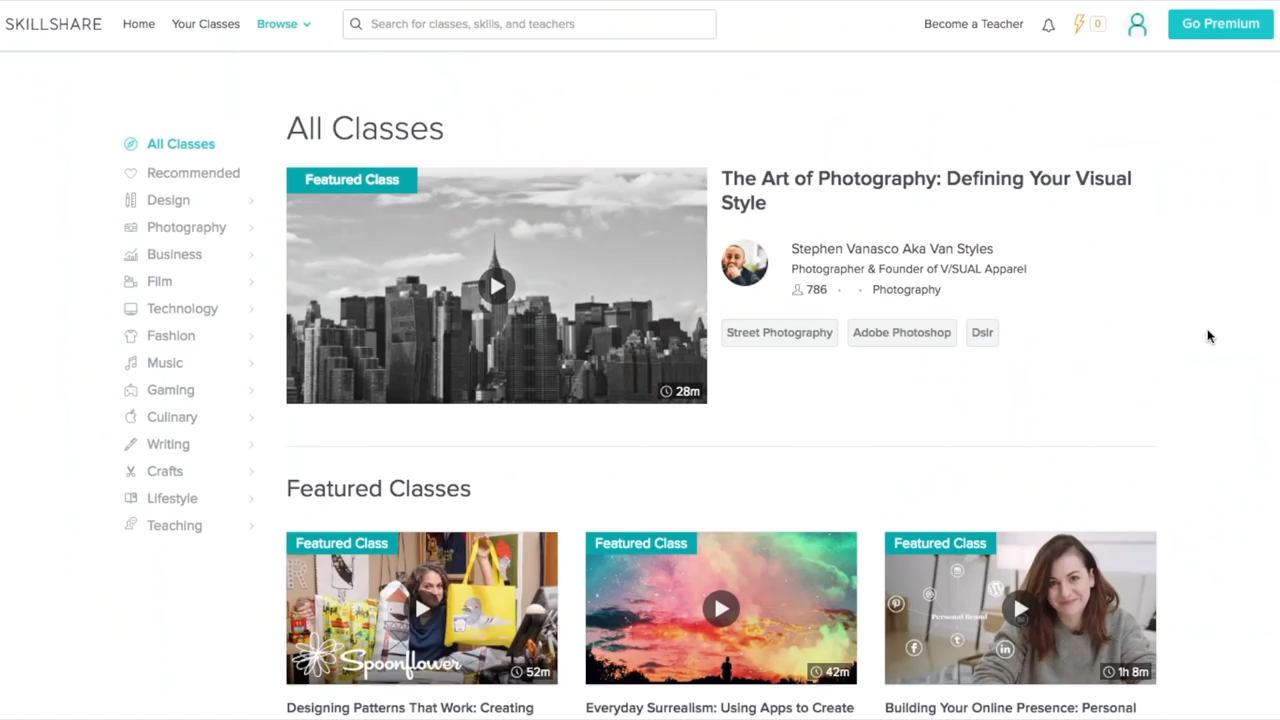 SKILLSHARE Home Your Classes Browse Search for classes, skills, and teachers Become a Teacher 0 Go Premium
All Classes
Recommended
Design
Photography
Business
Film
Technology
Fashion
Music
Gaming
Culinary
Writing
Crafts
Lifestyle
Teaching
All Classes
Featured Class
28m
The Art of Photography: Defining Your Visual
Style
Stephen Vanasco Aka Van Styles
Photographer & Founder of V/SUAL Apparel
786 · · Photography
Street Photography Adobe Photoshop Dslr
Featured Classes
Featured Class
Spoonflower
52m
Designing Patterns That Work: Creating
Featured Class
42m
Everyday Surrealism: Using Apps to Create
Featured Class
Personal Brand
1h 8m
Building Your Online Presence: Personal